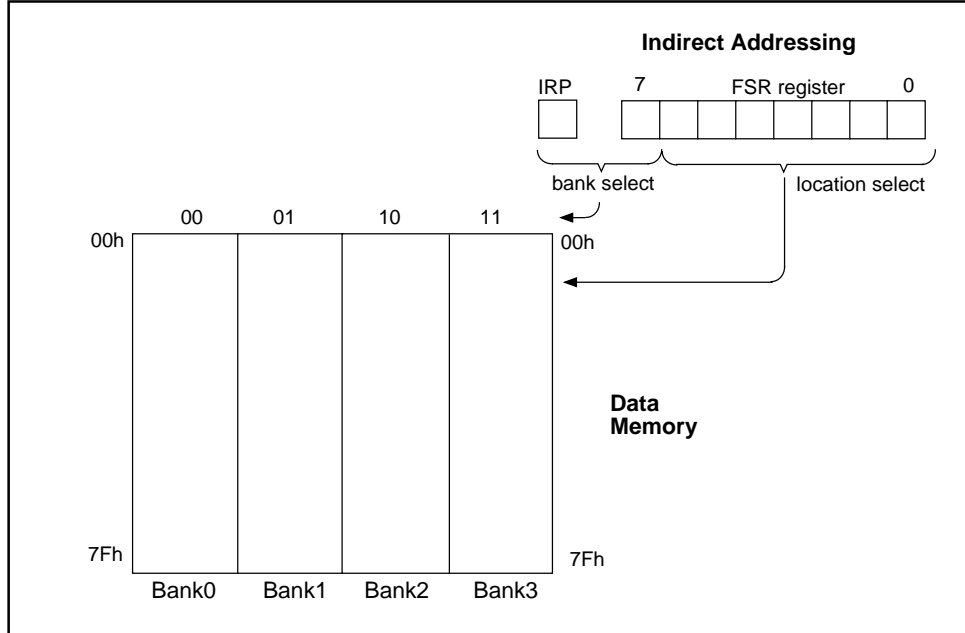 Indirect Addressing
IRP 7 FSR register 0
bank select location select
00 01 10 11
00h 00h
Data
Memory
7Fh 7Fh
Bank0 Bank1 Bank2 Bank3